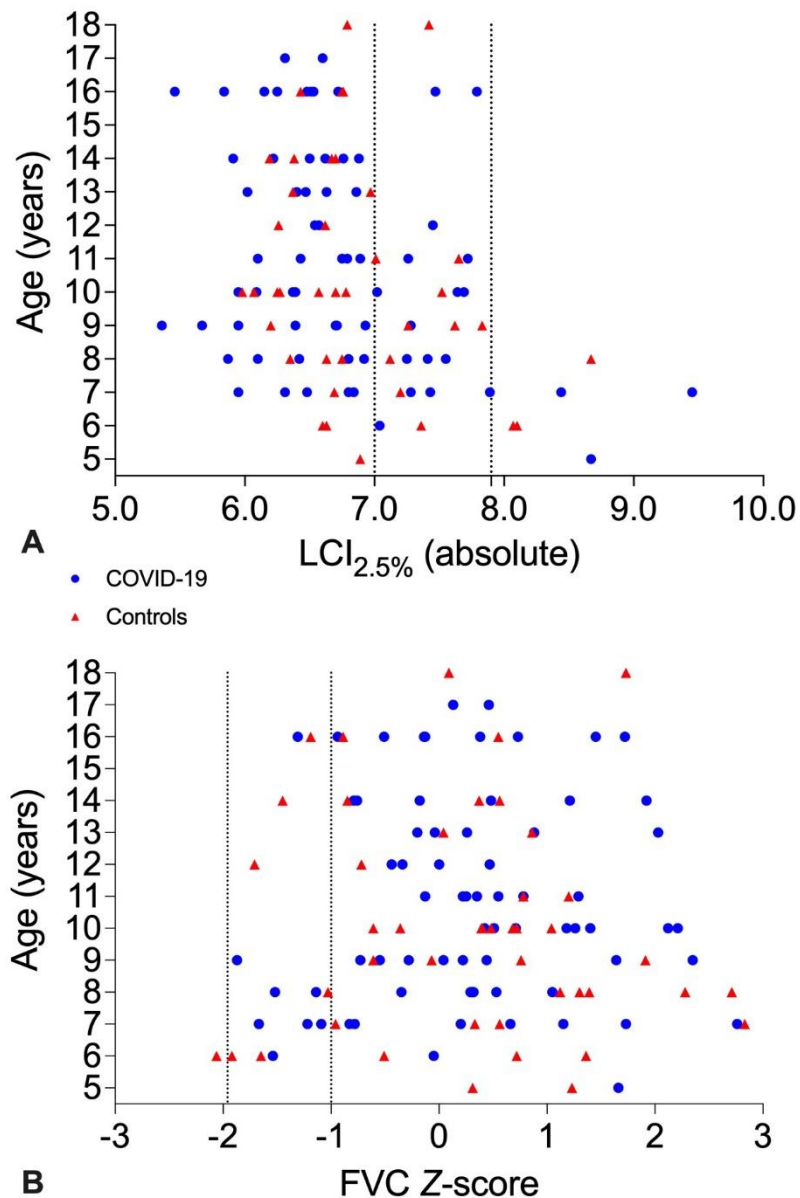 18
17
16
15
14
13
12
11
10
9
8
7
6
5
Age (years)
5.0 6.0 7.0 8.0 9.0 10.0
A
LCI2.5% (absolute)
COVID-19
Controls
18
17
16
15
14
13
12
11
10
9
8
7
6
5
Age (years)
-3 -2 -1 0 1 2 3
B
FVC Z-score